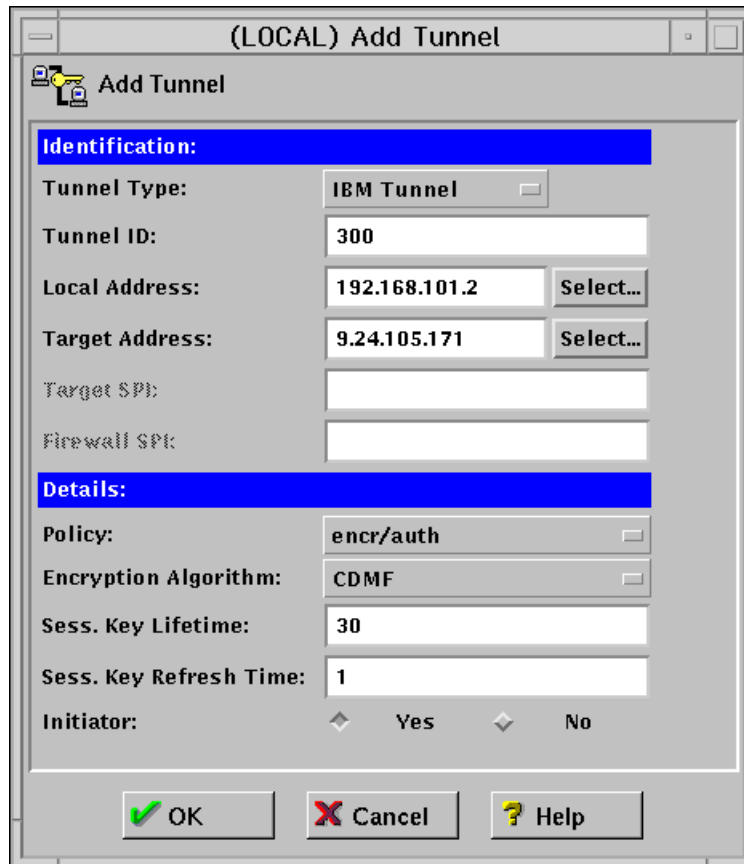 (LOCAL) Add Tunnel
Add Tunnel
Identification:
Tunnel Type: IBM Tunnel
Tunnel ID: 300
Local Address: 192.168.101.2 Select...
Target Address: 9.24.105.171 Select...
Target SPI:
Firewall SPI:
Details:
Policy: encr/auth
Encryption Algorithm: CDMF
Sess. Key Lifetime: 30
Sess. Key Refresh Time: 1
Initiator: Yes No
OK Cancel Help